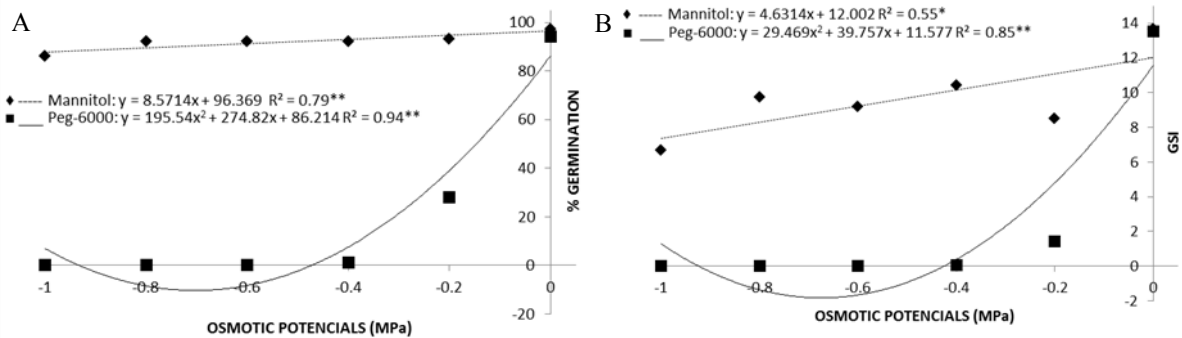 A
100
80
60
40
20
0
-20
% GERMINATION
♦ ------ Mannitol: y = 8.5714x + 96.369 R² = 0.79**
■ ___ Peg-6000: y = 195.54x² + 274.82x + 86.214 R² = 0.94**
-1 -0.8 -0.6 -0.4 -0.2 0
OSMOTIC POTENCIALS (MPa)
B
♦ ------ Mannitol: y = 4.6314x + 12.002 R² = 0.55*
■ ___ Peg-6000: y = 29.469x² + 39.757x + 11.577 R² = 0.85**
14
12
10
8
6
4
2
0
-2
GSI
-1 -0.8 -0.6 -0.4 -0.2 0
OSMOTIC POTENCIALS (MPa)